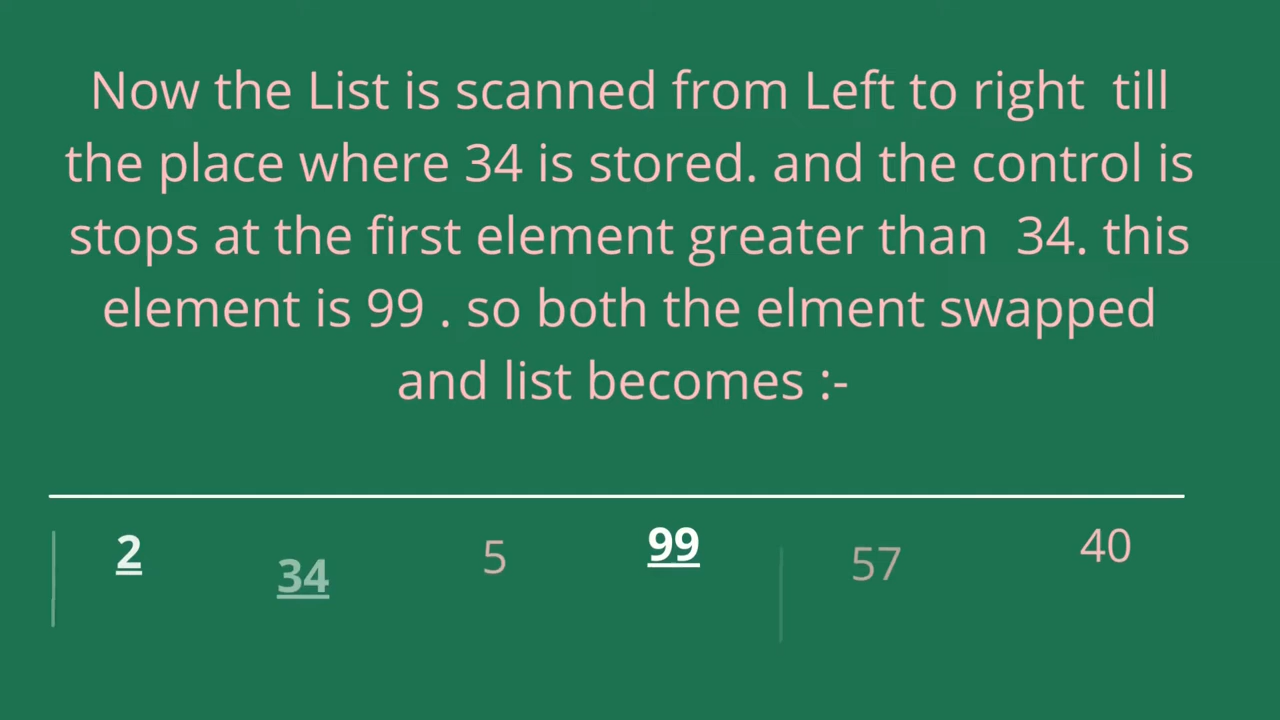 Now the List is scanned from Left to right till
the place where 34 is stored. and the control is
stops at the first element greater than 34. this
element is 99 . so both the elment swapped
and list becomes :-
2 34 5 99 57 40